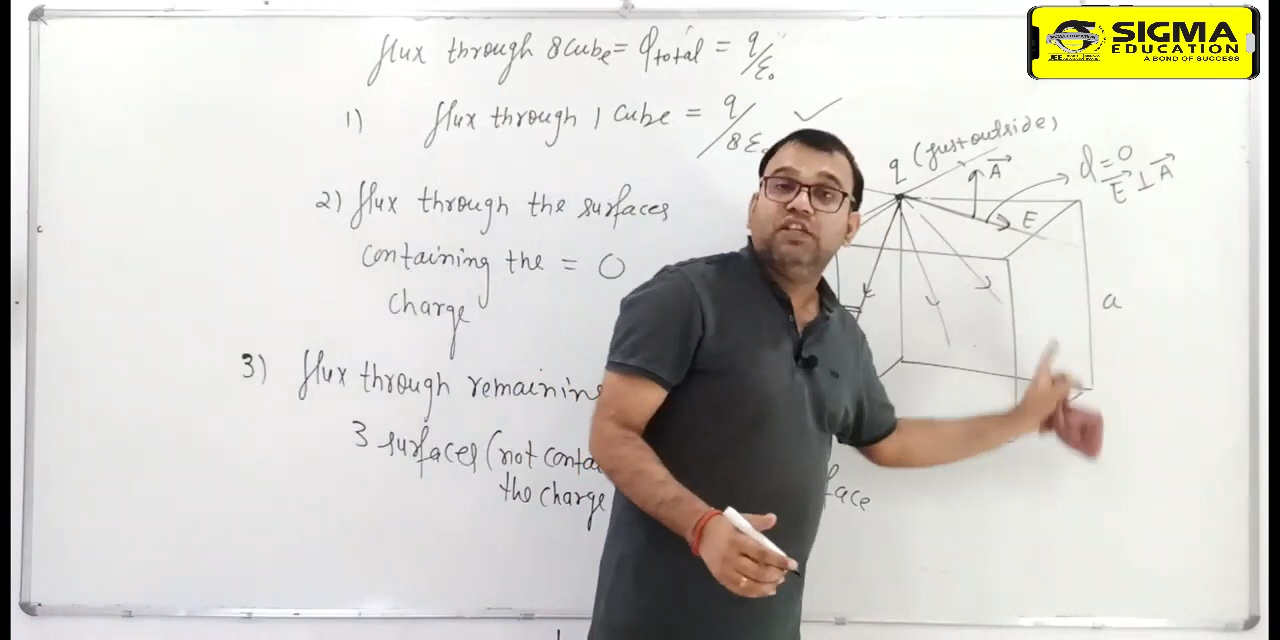 flux through 8 Cube = φtotal = q/ε₀
1) flux through 1 Cube = q/8ε₀ ✓
2) flux through the surfaces
containing the = 0
charge
3) flux through remaining
3 surfaces (not
the charge
face
q (just outside)
A⃗
φ = 0
E⃗ ⊥ A⃗
E
a
SIGMA
EDUCATION
A BOND OF SUCCESS